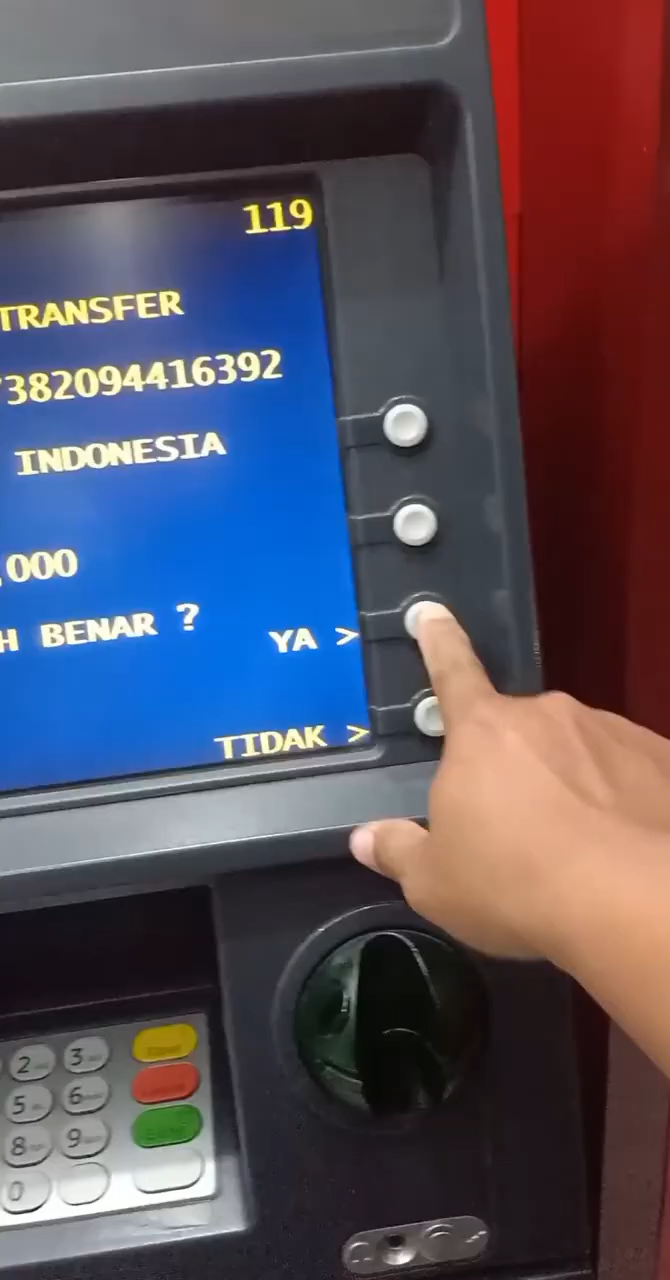 119
TRANSFER
7382094416392
INDONESIA
.000
H BENAR ?
YA >
TIDAK >
2 3
5 6
8 9
0